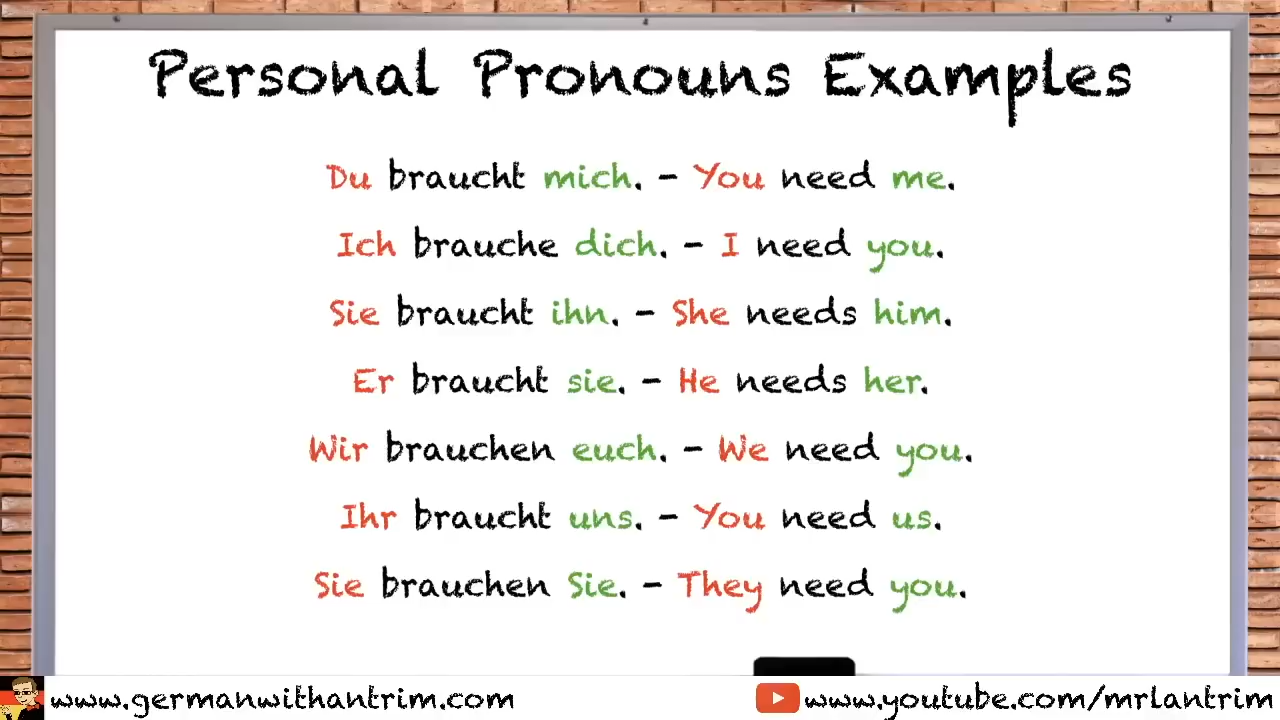 Personal Pronouns Examples
Du braucht mich. - You need me.
Ich brauche dich. - I need you.
Sie braucht ihn. - She needs him.
Er braucht sie. - He needs her.
Wir brauchen euch. - We need you.
Ihr braucht uns. - You need us.
Sie brauchen Sie. - They need you.
www.germanwithantrim.com
www.youtube.com/mrlantrim